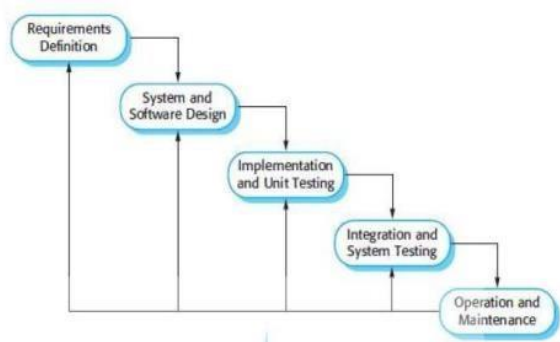 Requirements
Definition
System and
Software Design
Implementation
and Unit Testing
Integration and
System Testing
Operation and
Maintenance